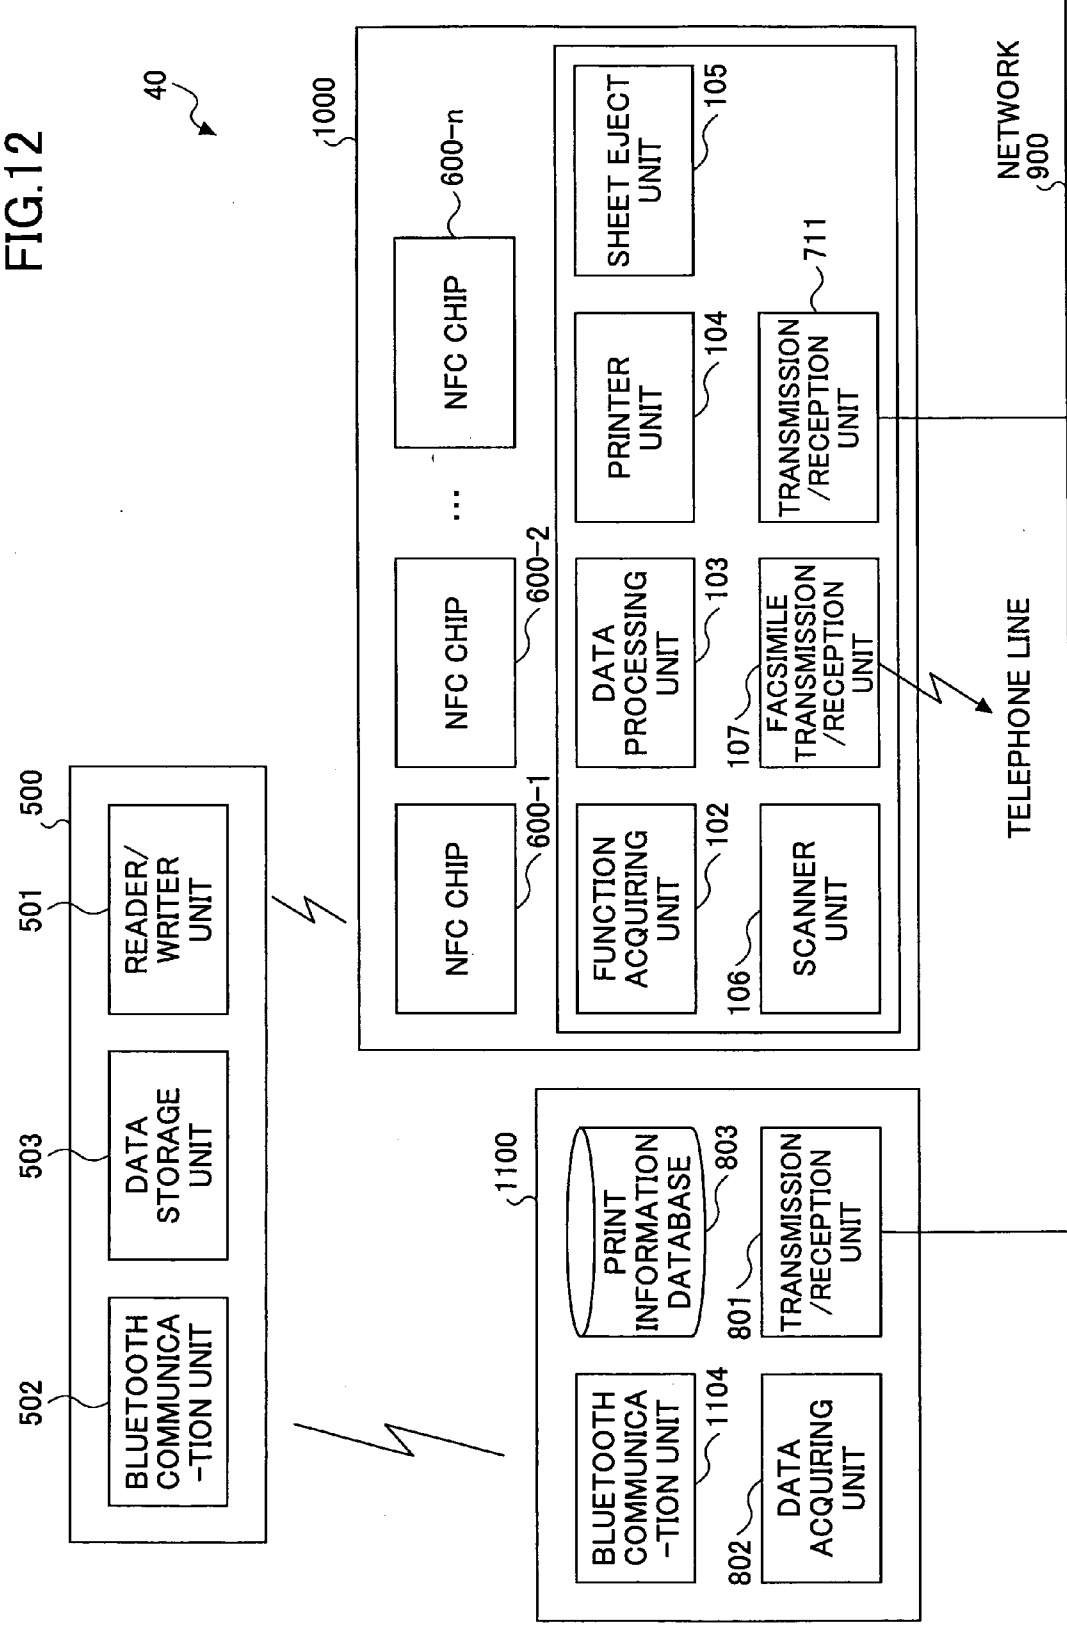 FIG.12
40
500
502
BLUETOOTH
COMMUNICA
-TION UNIT
503
DATA
STORAGE
UNIT
501
READER/
WRITER
UNIT
1000
NFC CHIP
600-1
NFC CHIP
600-2
...
NFC CHIP
600-n
FUNCTION
ACQUIRING
UNIT
102
DATA
PROCESSING
UNIT
103
PRINTER
UNIT
104
SHEET EJECT
UNIT
105
106
SCANNER
UNIT
107
FACSIMILE
TRANSMISSION
/RECEPTION
UNIT
TRANSMISSION
/RECEPTION
UNIT
711
1100
BLUETOOTH
COMMUNICA
-TION UNIT
1104
PRINT
INFORMATION
DATABASE
803
802
DATA
ACQUIRING
UNIT
801
TRANSMISSION
/RECEPTION
UNIT
TELEPHONE LINE
NETWORK
900